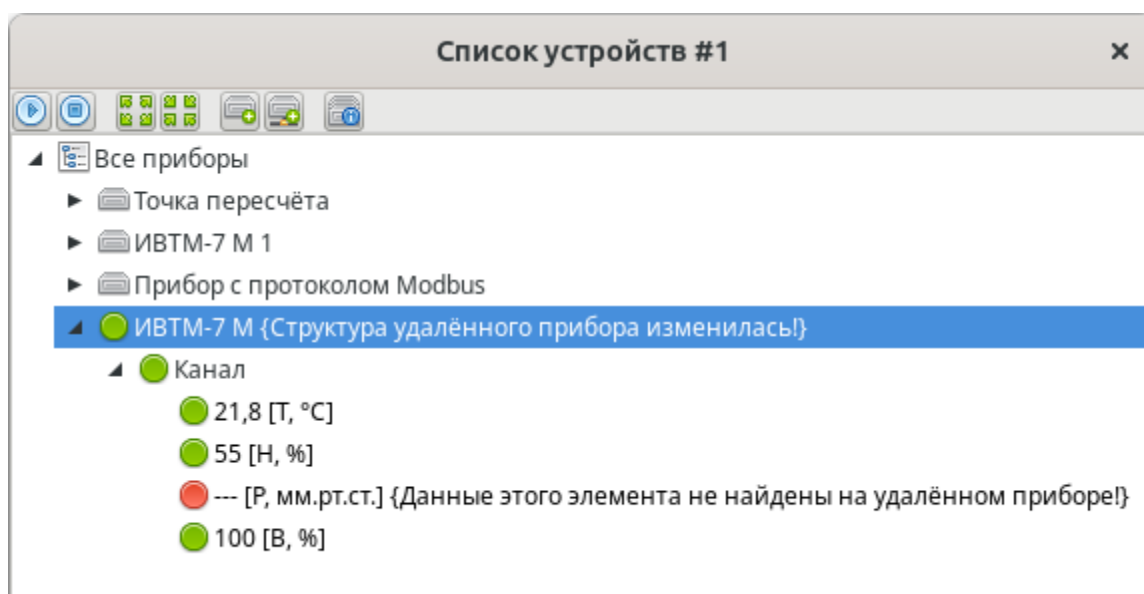 Список устройств #1
Все приборы
Точка пересчёта
ИВТМ-7 М 1
Прибор с протоколом Modbus
ИВТМ-7 М {Структура удалённого прибора изменилась!}
Канал
21,8 [T, °C]
55 [H, %]
--- [P, мм.рт.ст.] {Данные этого элемента не найдены на удалённом приборе!}
100 [B, %]